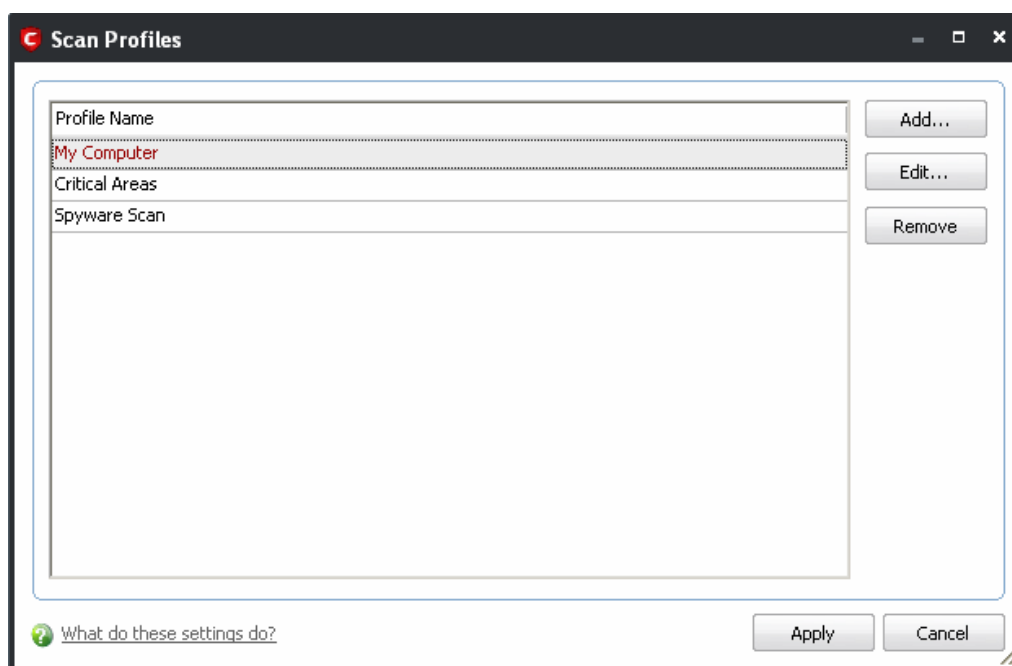 Scan Profiles
Profile Name
My Computer
Critical Areas
Spyware Scan
Add...
Edit...
Remove
What do these settings do?
Apply
Cancel